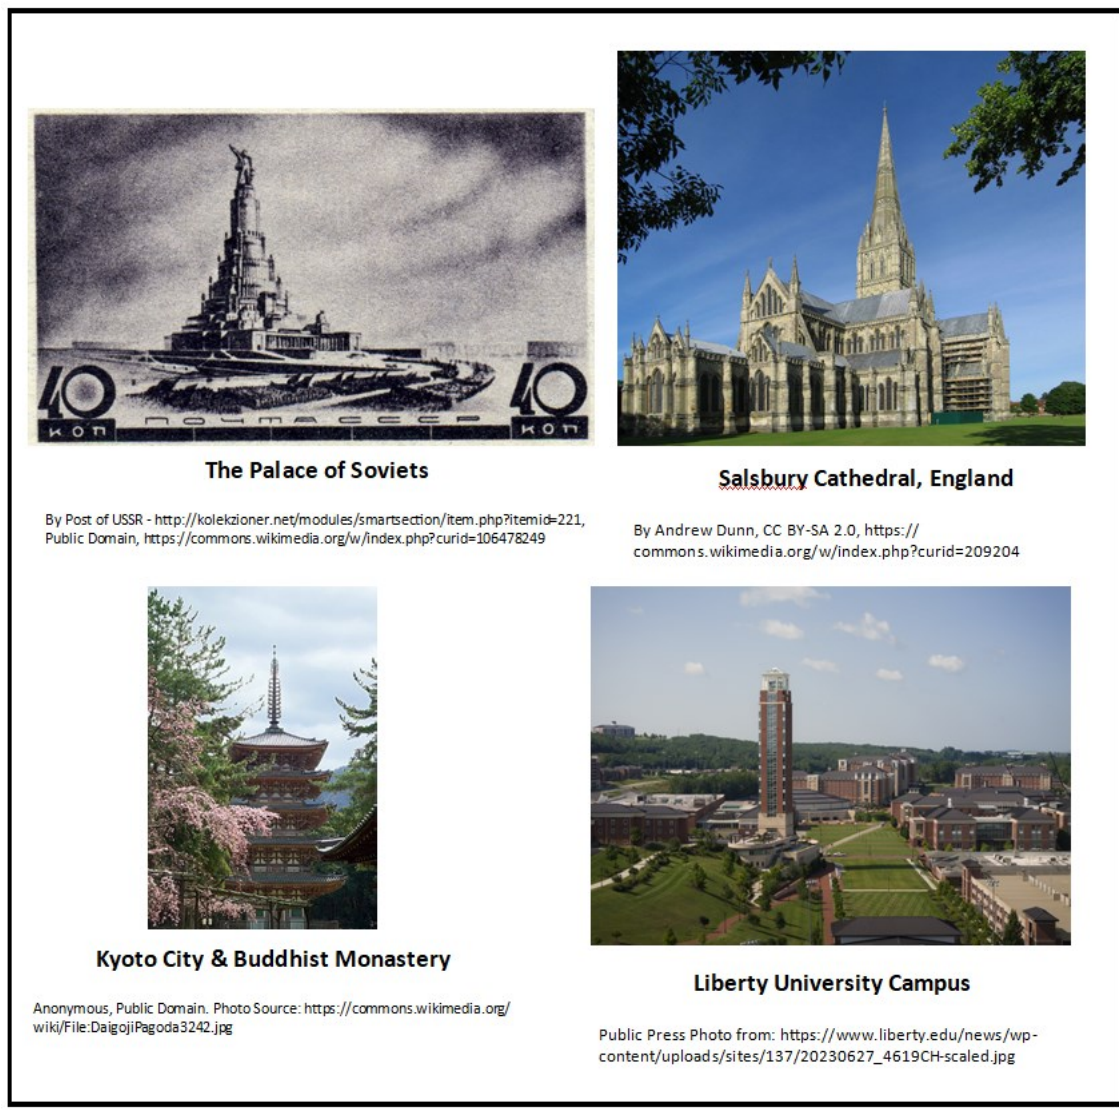 40
КОП
ПОЧТА СССР
40
КОП
The Palace of Soviets
By Post of USSR - http://kolekzioner.net/modules/smartsection/item.php?itemid=221,
Public Domain, https://commons.wikimedia.org/w/index.php?curid=106478249
Salsbury Cathedral, England
By Andrew Dunn, CC BY-SA 2.0, https://
commons.wikimedia.org/w/index.php?curid=209204
Kyoto City & Buddhist Monastery
Anonymous, Public Domain. Photo Source: https://commons.wikimedia.org/
wiki/File:DaigojiPagoda3242.jpg
Liberty University Campus
Public Press Photo from: https://www.liberty.edu/news/wp-
content/uploads/sites/137/20230627_4619CH-scaled.jpg